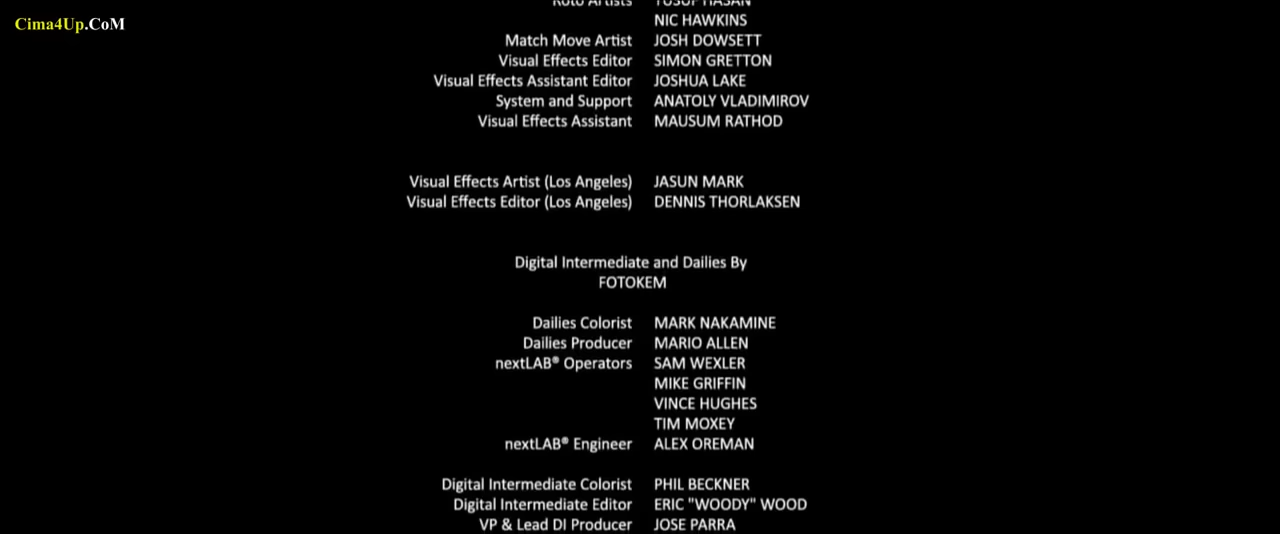 Roto Artists YUSUF HASAN
Cima4Up.CoM
NIC HAWKINS
Match Move Artist JOSH DOWSETT
Visual Effects Editor SIMON GRETTON
Visual Effects Assistant Editor JOSHUA LAKE
System and Support ANATOLY VLADIMIROV
Visual Effects Assistant MAUSUM RATHOD
Visual Effects Artist (Los Angeles) JASUN MARK
Visual Effects Editor (Los Angeles) DENNIS THORLAKSEN
Digital Intermediate and Dailies By
FOTOKEM
Dailies Colorist MARK NAKAMINE
Dailies Producer MARIO ALLEN
nextLAB® Operators SAM WEXLER
MIKE GRIFFIN
VINCE HUGHES
TIM MOXEY
nextLAB® Engineer ALEX OREMAN
Digital Intermediate Colorist PHIL BECKNER
Digital Intermediate Editor ERIC "WOODY" WOOD
VP & Lead DI Producer JOSE PARRA